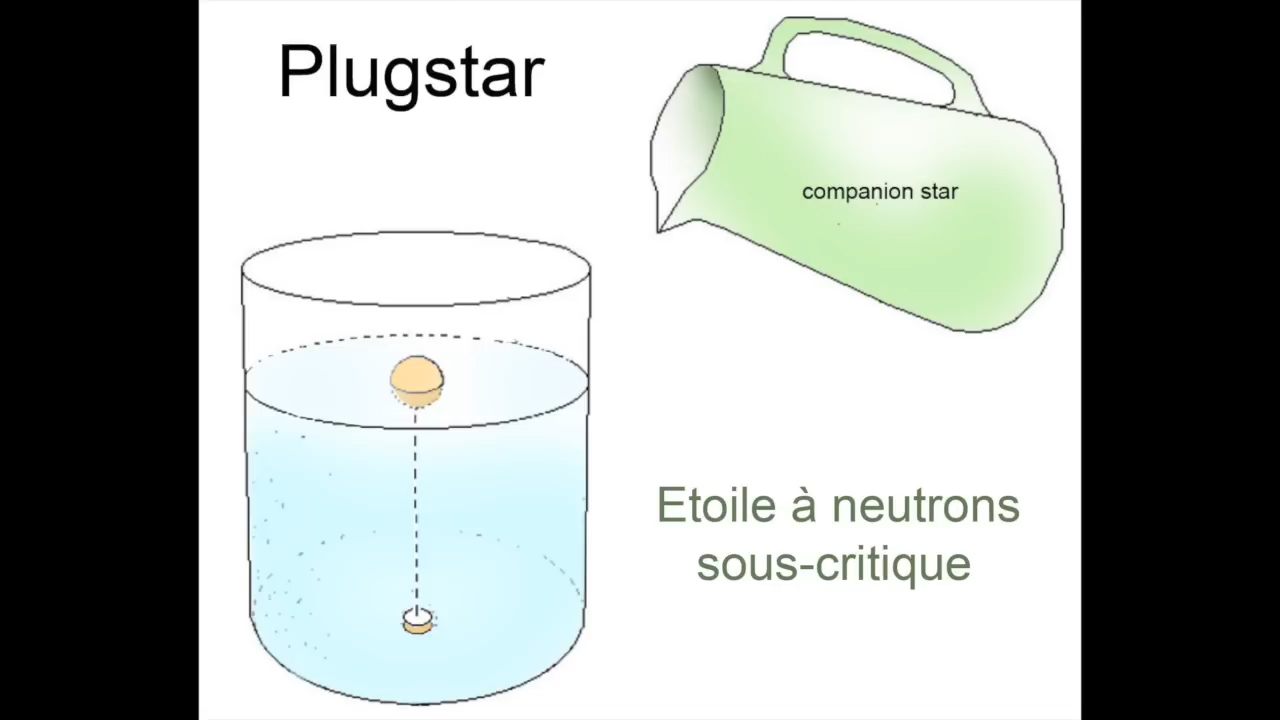 Plugstar
companion star
Etoile à neutrons
sous-critique